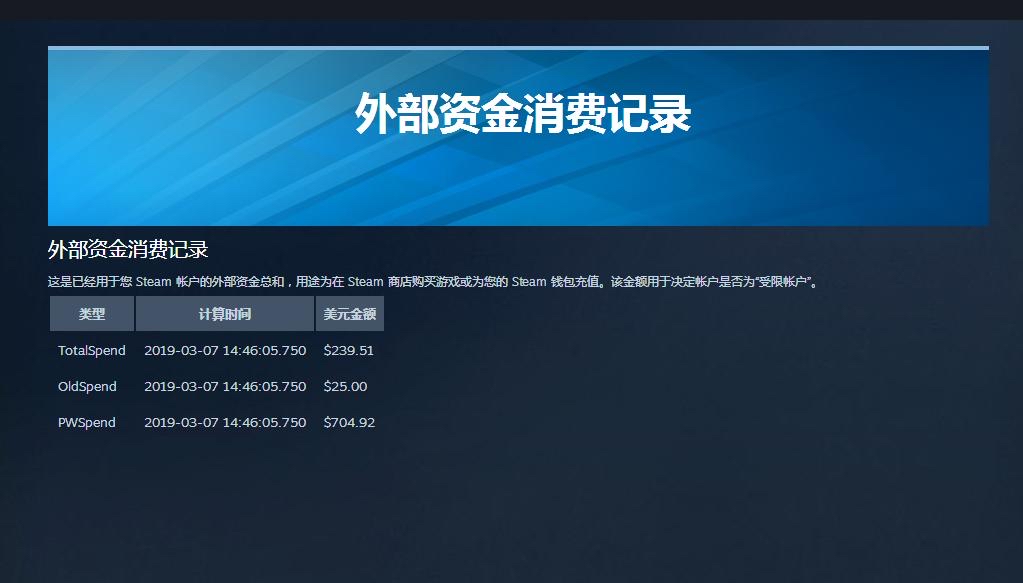 外部资金消费记录
外部资金消费记录
这是已经用于您 Steam 帐户的外部资金总和，用途为在 Steam 商店购买游戏或为您的 Steam 钱包充值。该金额用于决定帐户是否为“受限帐户”。
类型 计算时间 美元金额
TotalSpend 2019-03-07 14:46:05.750 $239.51
OldSpend 2019-03-07 14:46:05.750 $25.00
PWSpend 2019-03-07 14:46:05.750 $704.92